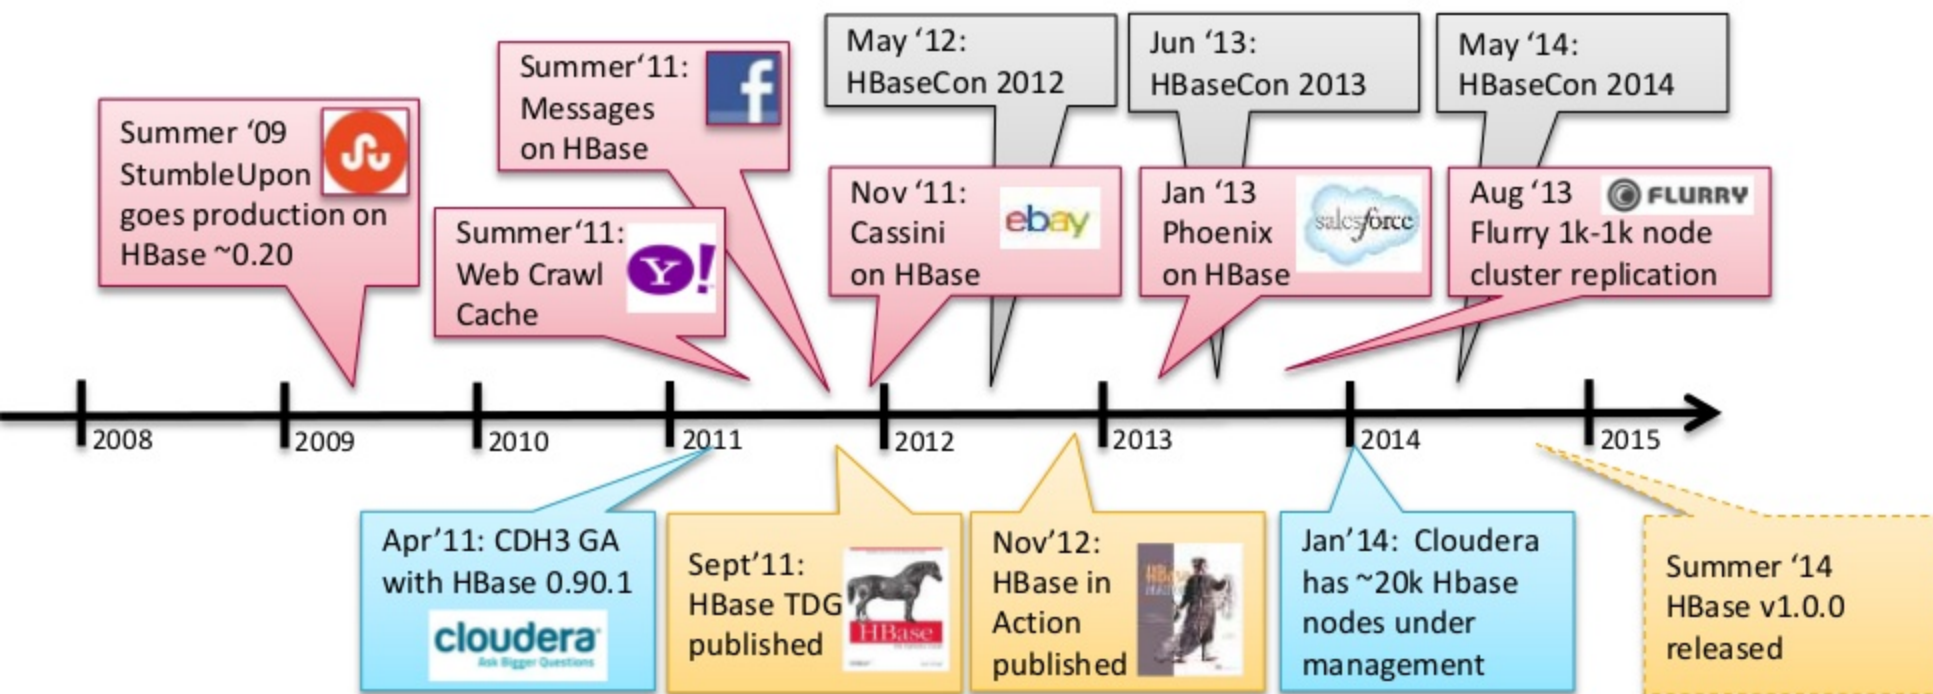 Summer '09
StumbleUpon
goes production on
HBase ~0.20
Summer'11:
Messages
on HBase
f
Summer'11:
Web Crawl
Cache
Y!
May '12:
HBaseCon 2012
Jun '13:
HBaseCon 2013
May '14:
HBaseCon 2014
Nov '11:
Cassini
on HBase
ebay
Jan '13
Phoenix
on HBase
salesforce
Aug '13
FLURRY
Flurry 1k-1k node
cluster replication
2008
2009
2010
2011
2012
2013
2014
2015
Apr'11: CDH3 GA
with HBase 0.90.1
cloudera
Ask Bigger Questions
Sept'11:
HBase TDG
published
HBase
Nov'12:
HBase in
Action
published
HBase
Jan'14: Cloudera
has ~20k Hbase
nodes under
management
Summer '14
HBase v1.0.0
released